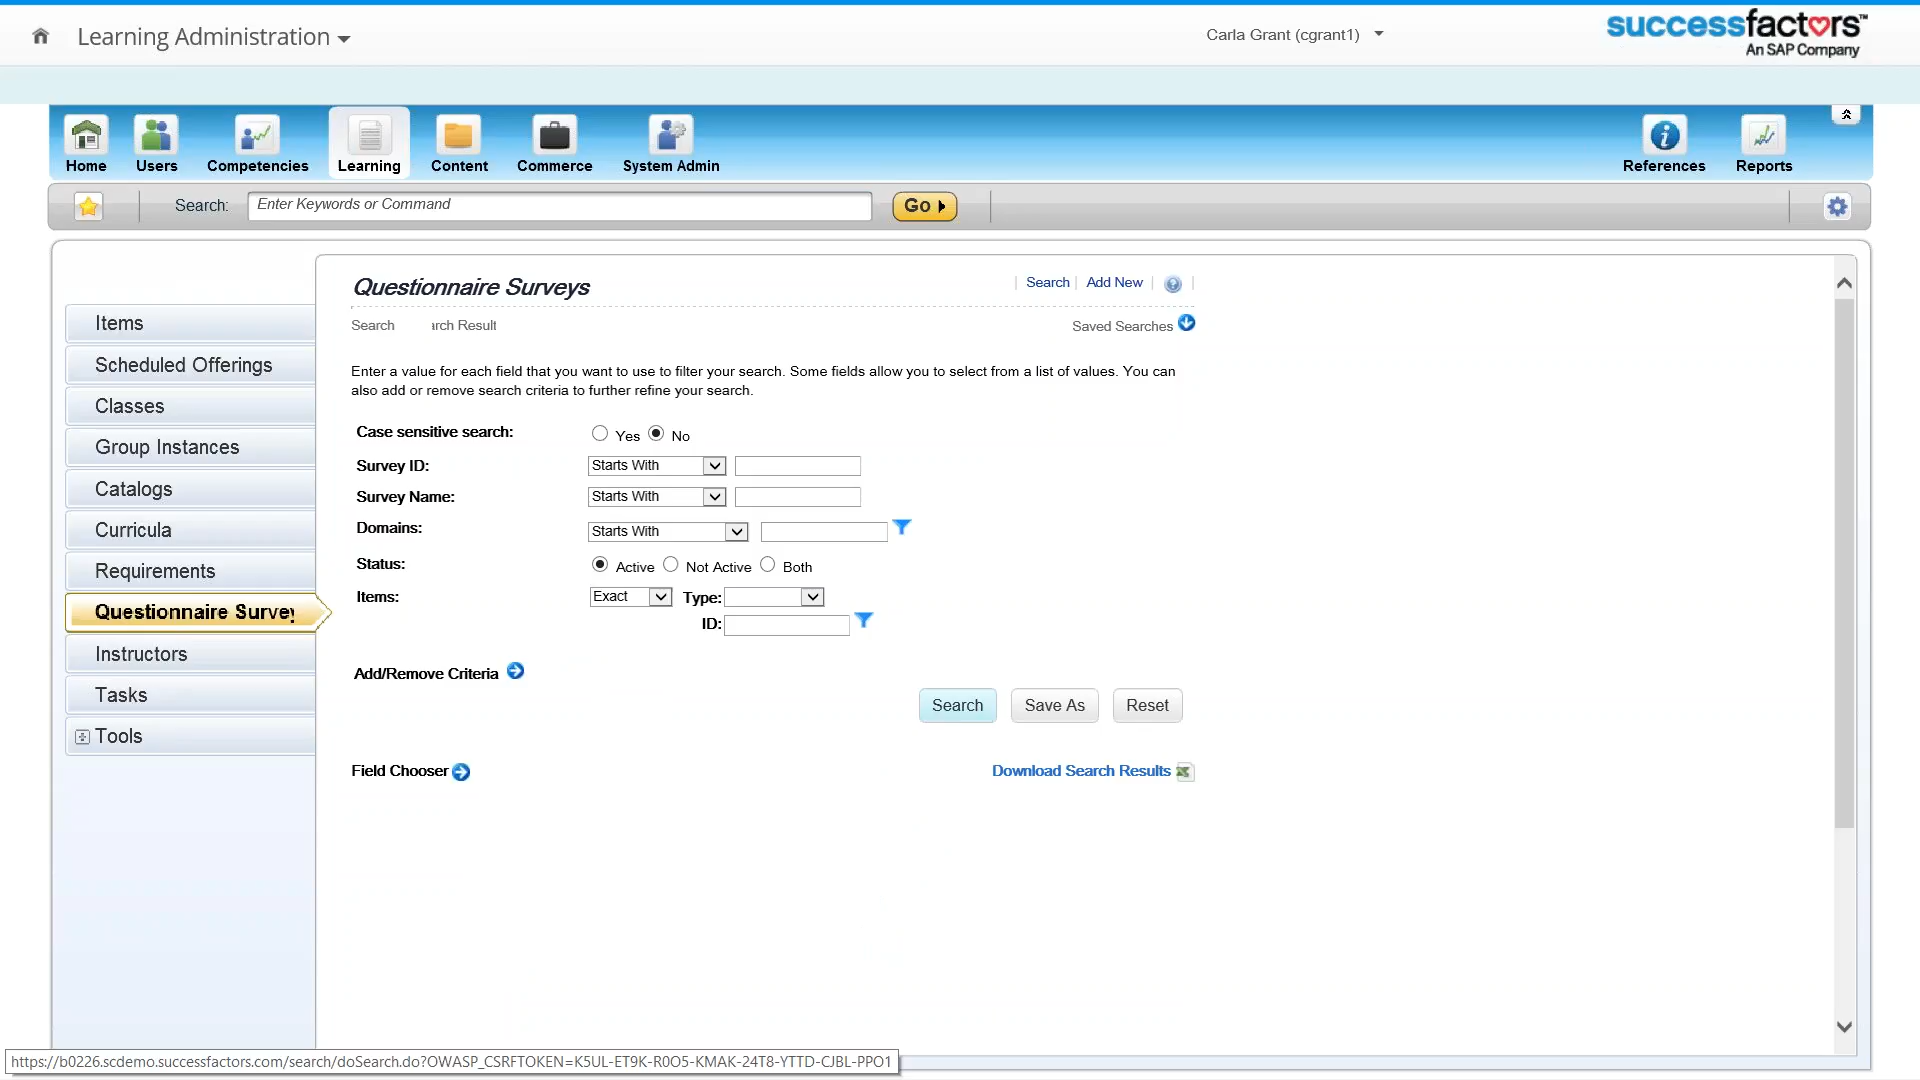 Learning Administration
Carla Grant (cgrant1)
successfactors™
An SAP Company
Home
Users
Competencies
Learning
Content
Commerce
System Admin
References
Reports
Search:
Enter Keywords or Command
Go
Questionnaire Surveys
Search
Add New
Search
arch Result
Saved Searches
Enter a value for each field that you want to use to filter your search. Some fields allow you to select from a list of values. You can
also add or remove search criteria to further refine your search.
Case sensitive search:
Yes
No
Survey ID:
Starts With
Survey Name:
Starts With
Domains:
Starts With
Status:
Active
Not Active
Both
Items:
Exact
Type:
ID:
Add/Remove Criteria
Search
Save As
Reset
Field Chooser
Download Search Results
Items
Scheduled Offerings
Classes
Group Instances
Catalogs
Curricula
Requirements
Questionnaire Survey
Instructors
Tasks
Tools
https://b0226.scdemo.successfactors.com/search/doSearch.do?OWASP_CSRFTOKEN=K5UL-ET9K-R0O5-KMAK-24T8-YTTD-CJBL-PPO1